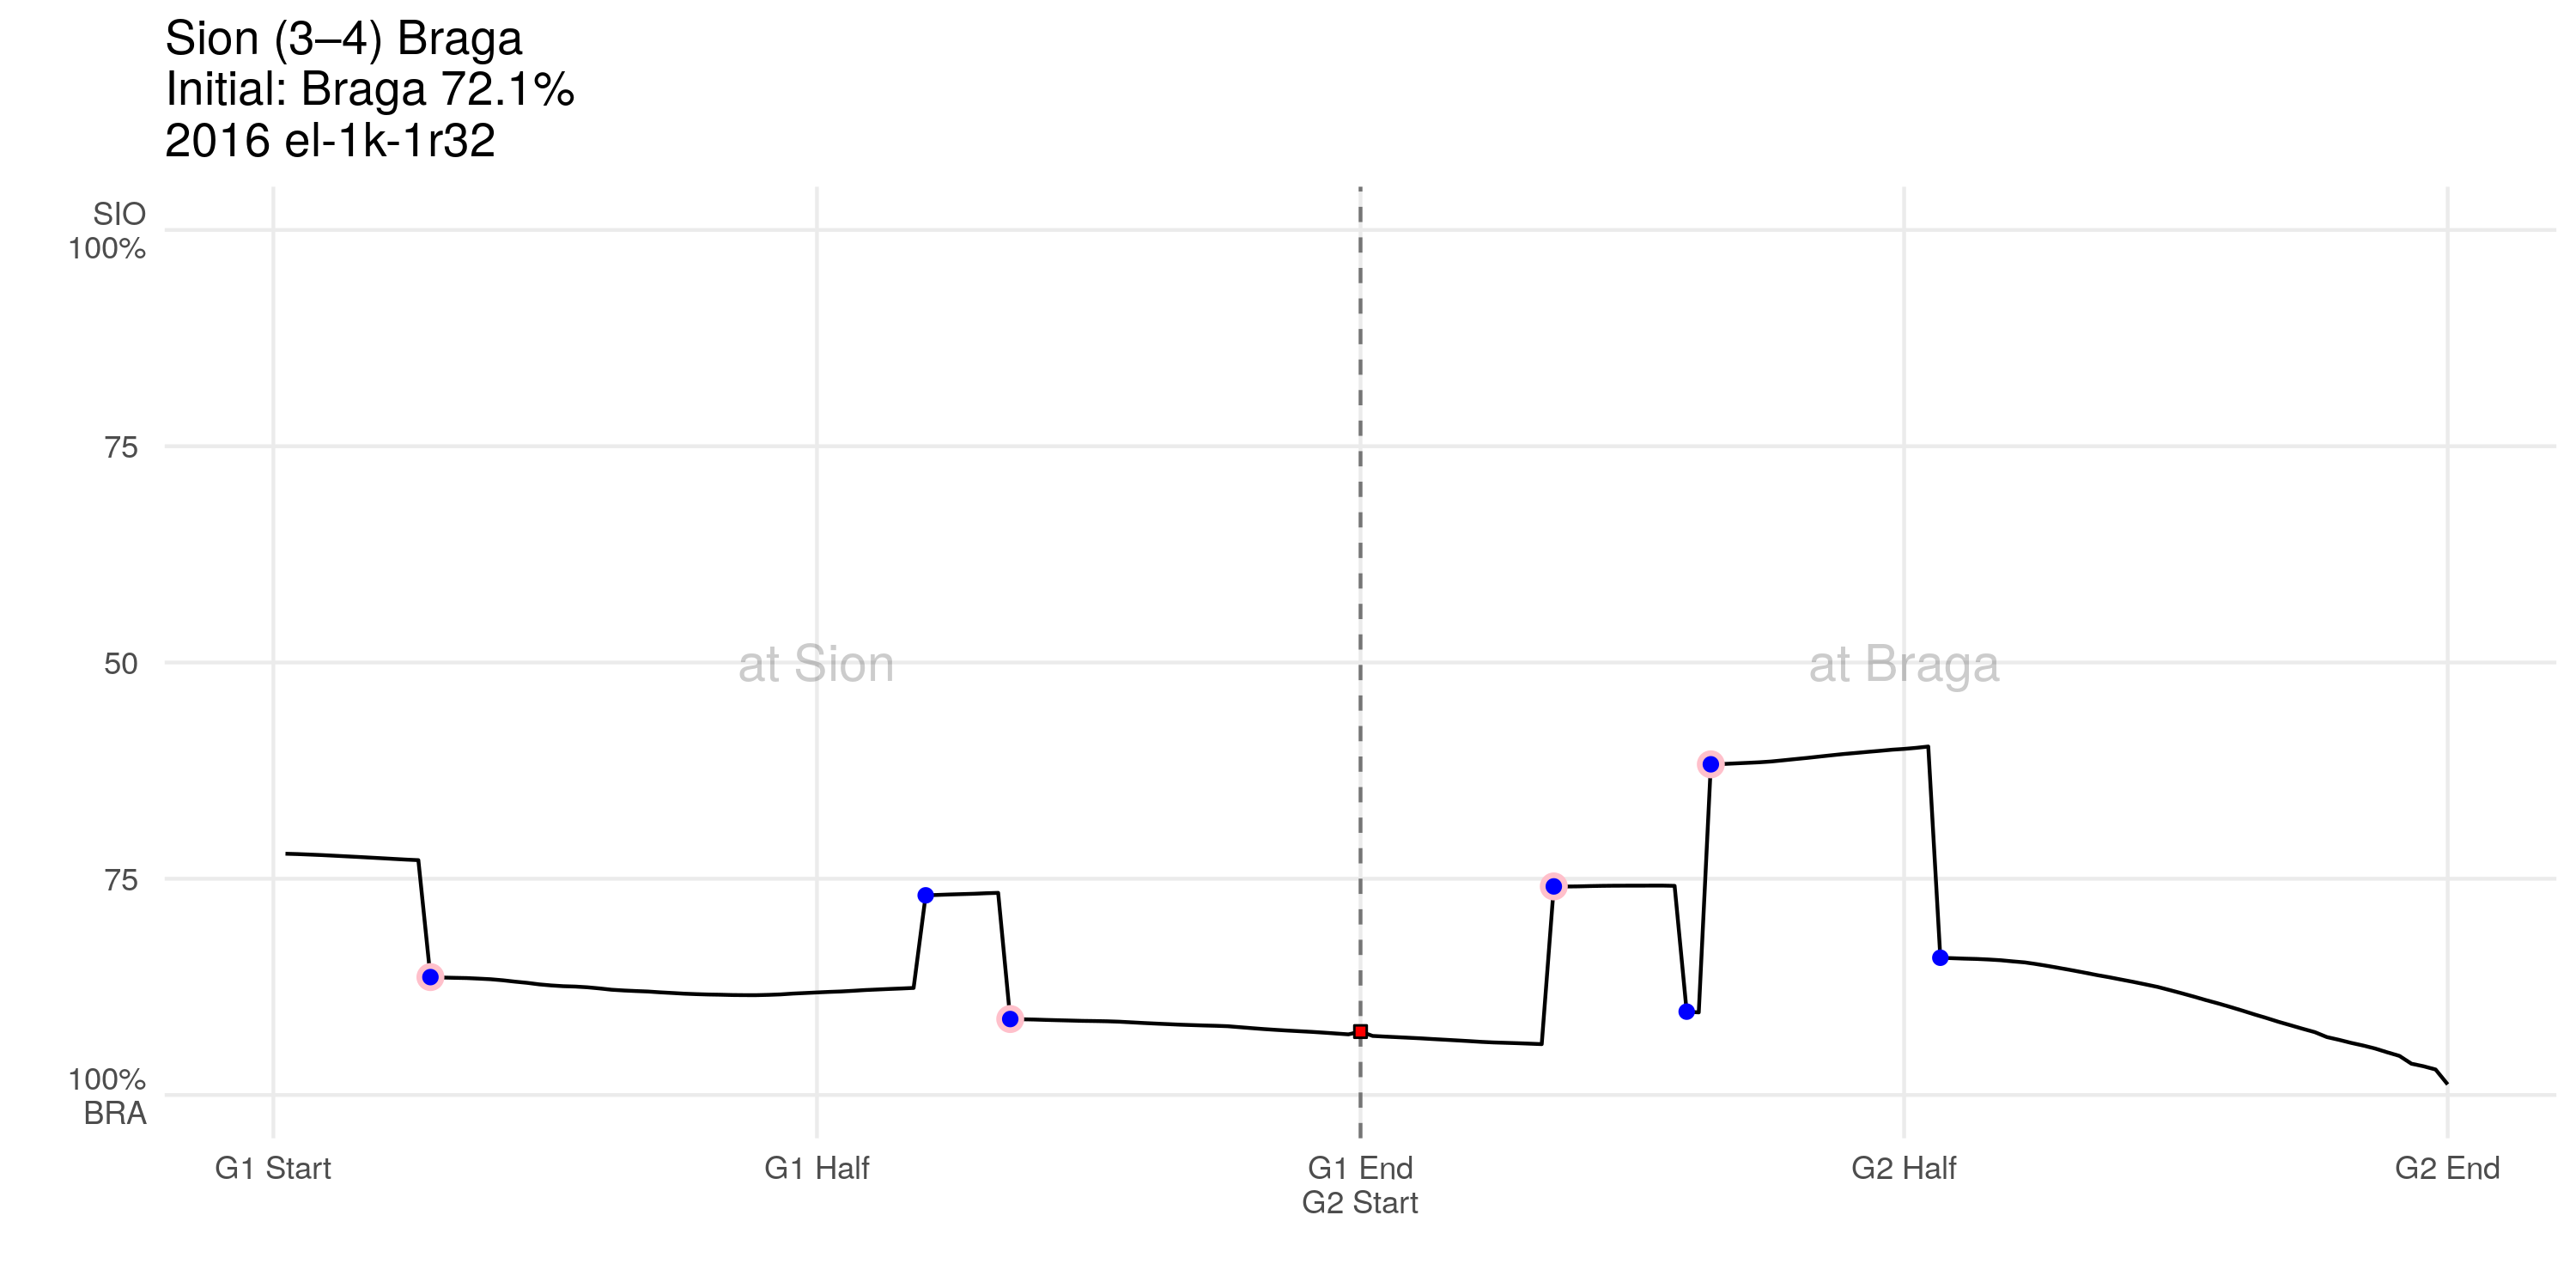 Sion (3–4) Braga
Initial: Braga 72.1%
2016 el-1k-1r32
SIO
100%
75
50
75
100%
BRA
at Sion
at Braga
G1 Start
G1 Half
G1 End
G2 Start
G2 Half
G2 End